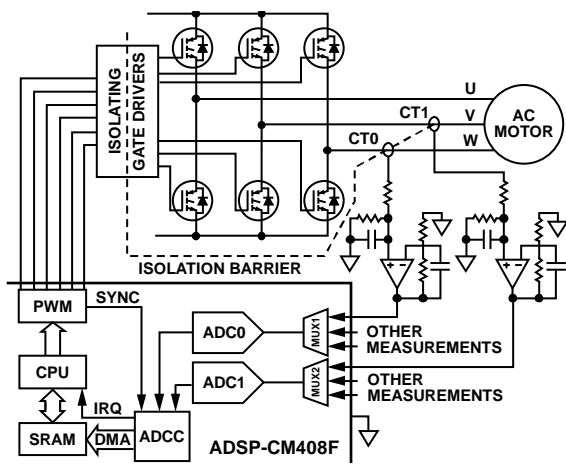 ISOLATING
GATE DRIVERS
U
CT1
V
AC
MOTOR
CT0
W
ISOLATION BARRIER
+ −
+ −
PWM
SYNC
ADC0
MUX1
OTHER
MEASUREMENTS
CPU
ADC1
MUX2
OTHER
MEASUREMENTS
IRQ
SRAM
DMA
ADCC
ADSP-CM408F